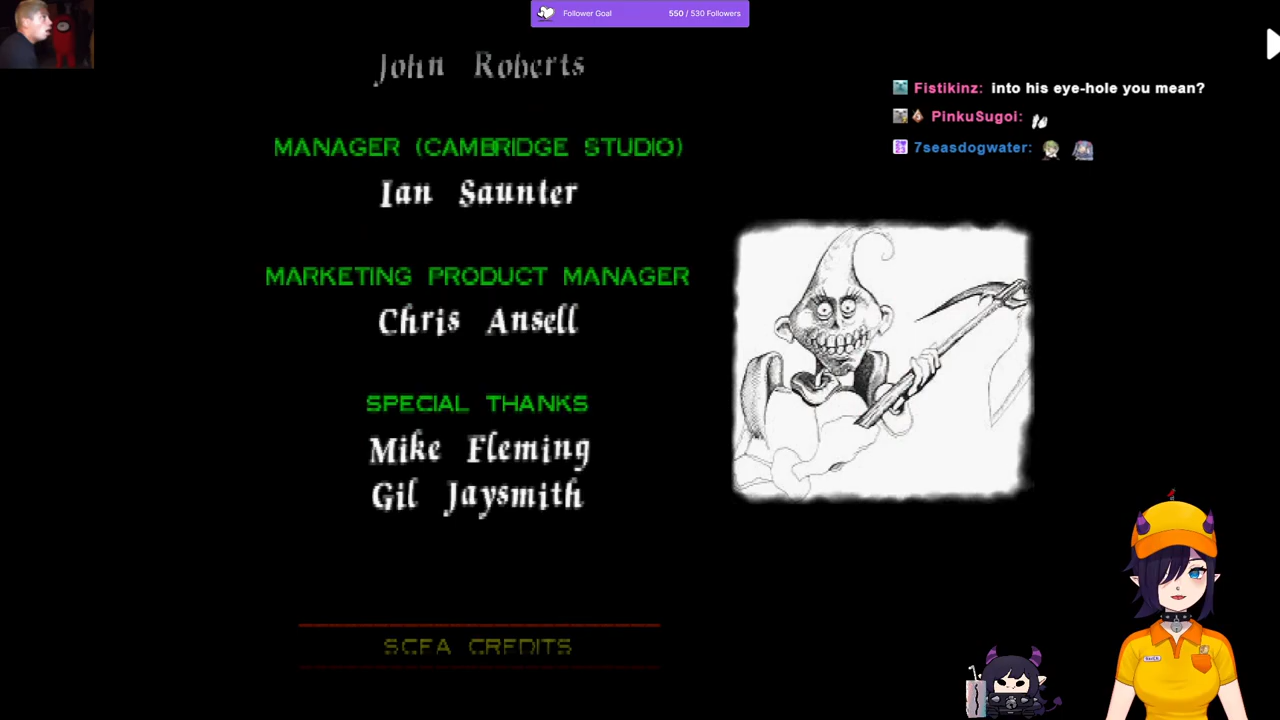 Follower Goal 550 / 530 Followers
John Roberts
MANAGER (CAMBRIDGE STUDIO)
Ian Saunter
MARKETING PRODUCT MANAGER
Chris Ansell
SPECIAL THANKS
Mike Fleming
Gil Jaysmith
SCEA CREDITS
Fistikinz: into his eye-hole you mean?
PinkuSugoi:
7seasdogwater: